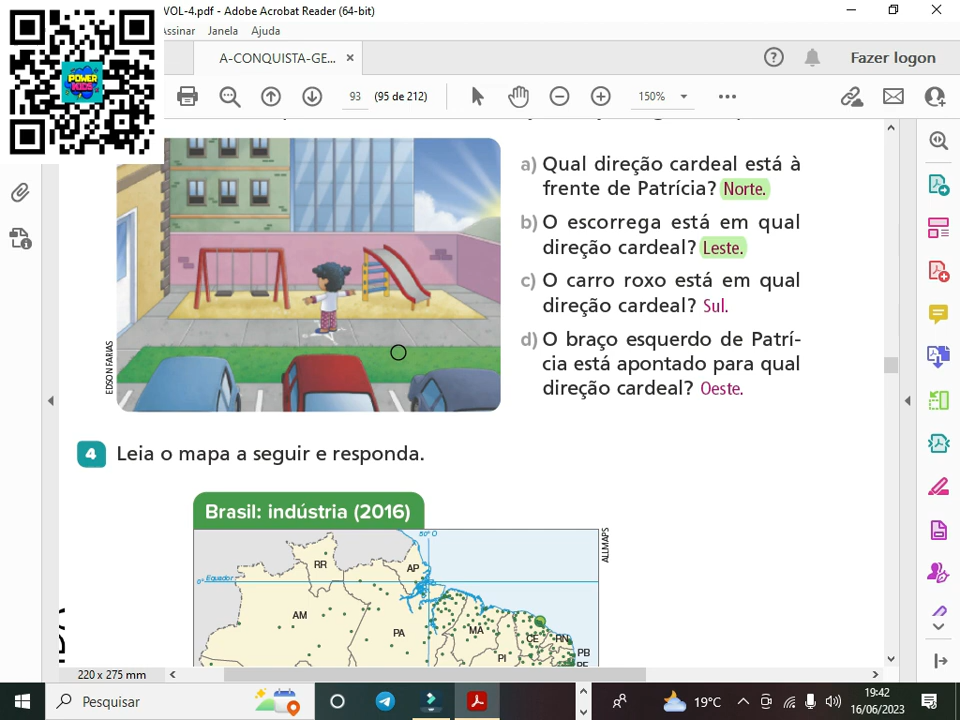 VOL-4.pdf - Adobe Acrobat Reader (64-bit)
Assinar Janela Ajuda
A-CONQUISTA-GE...
Fazer logon
93 (95 de 212)
150%
POWER
KIDS
a) Qual direção cardeal está à
frente de Patrícia? Norte.
b) O escorrega está em qual
direção cardeal? Leste.
c) O carro roxo está em qual
direção cardeal? Sul.
d) O braço esquerdo de Patrí-
cia está apontado para qual
direção cardeal? Oeste.
EDSON FARIAS
4 Leia o mapa a seguir e responda.
Brasil: indústria (2016)
ALLMAPS
50° O
0° Equador
RR
AP
AM
PA
MA
CE
RN
PI
PB
PE
220 x 275 mm
Pesquisar
19°C
19:42
16/06/2023